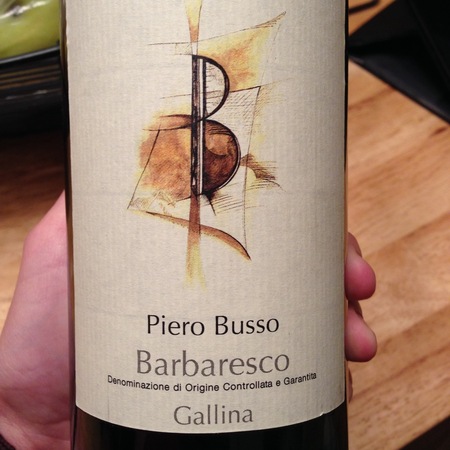 B
Piero Busso
Barbaresco
Denominazione di Origine Controllata e Garantita
Gallina